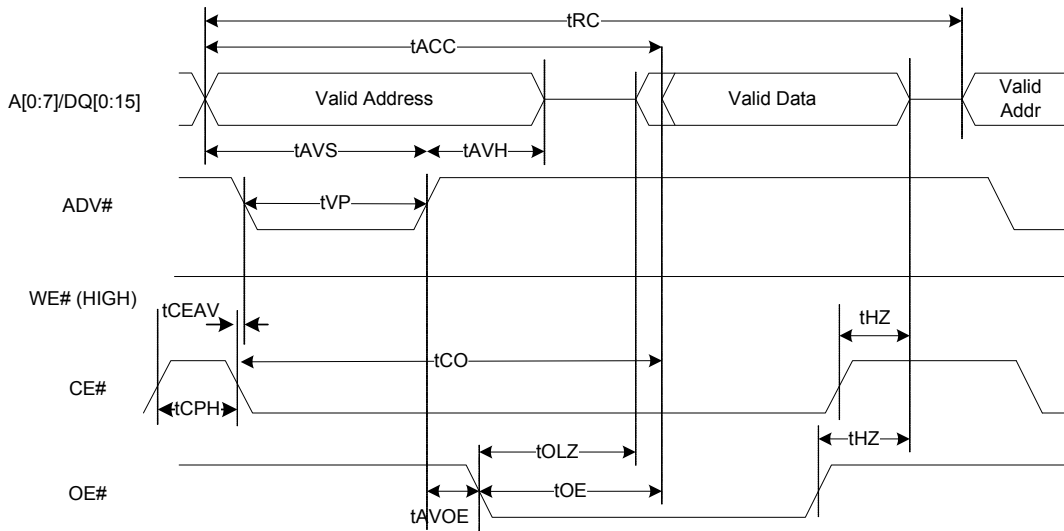 tRC
tACC
A[0:7]/DQ[0:15]
Valid Address
Valid Data
Valid
Addr
tAVS
tAVH
ADV#
tVP
WE# (HIGH)
tCEAV
tHZ
tCO
CE#
tCPH
tHZ
tOLZ
OE#
tOE
tAVOE